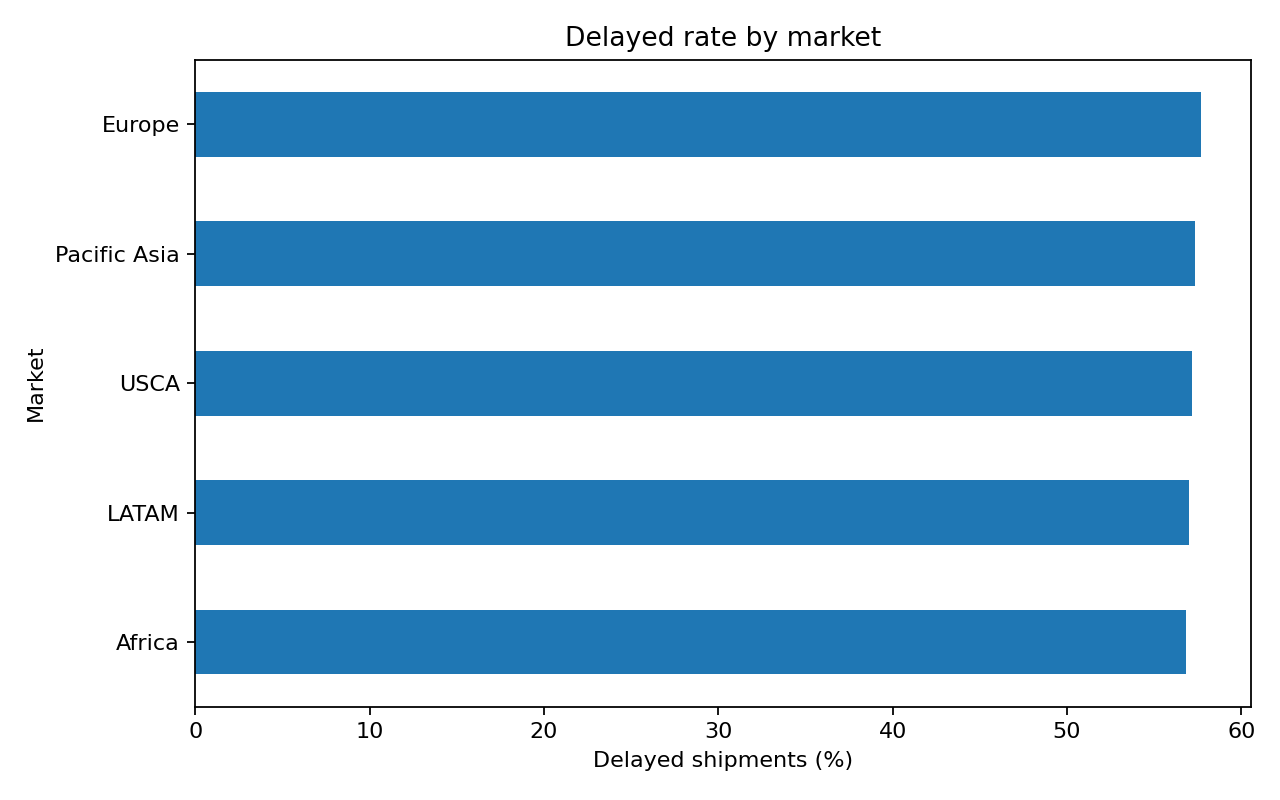 Delayed rate by market
Market
Europe
Pacific Asia
USCA
LATAM
Africa
0 10 20 30 40 50 60
Delayed shipments (%)